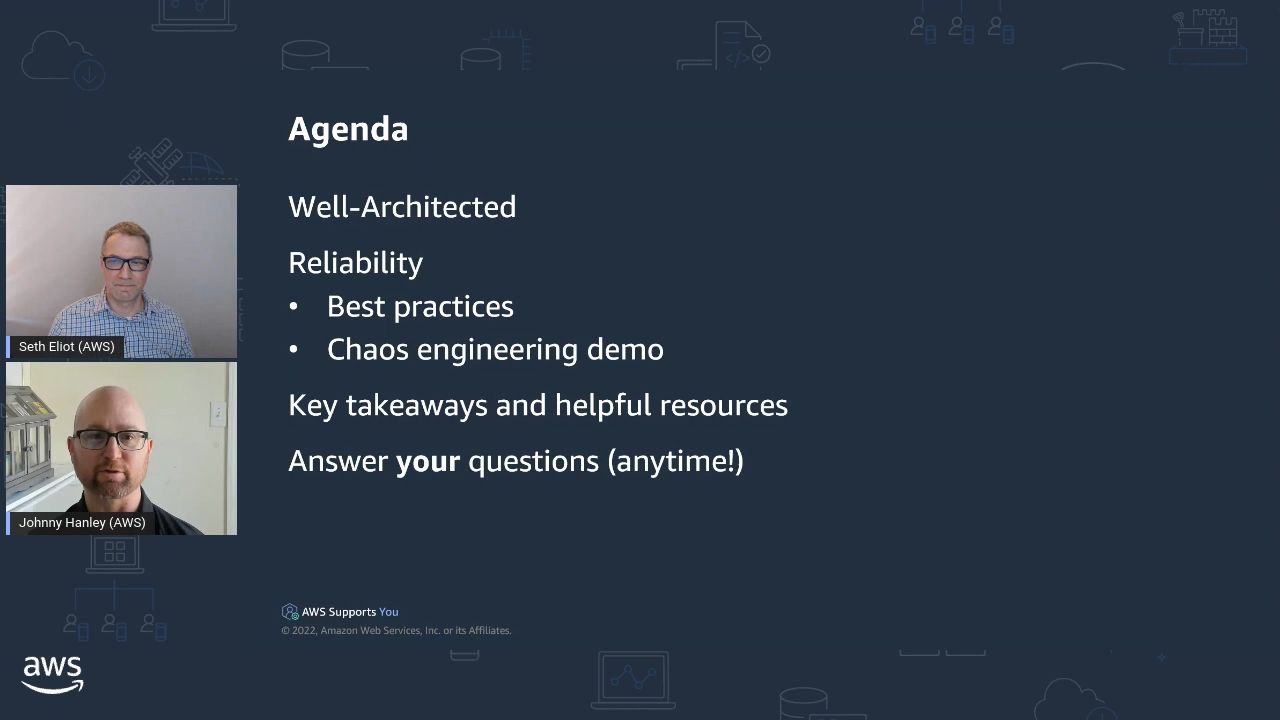 Agenda
Well-Architected
Reliability
• Best practices
• Chaos engineering demo
Key takeaways and helpful resources
Answer your questions (anytime!)
Seth Eliot (AWS)
Johnny Hanley (AWS)
AWS Supports You
© 2022, Amazon Web Services, Inc. or its Affiliates.
aws